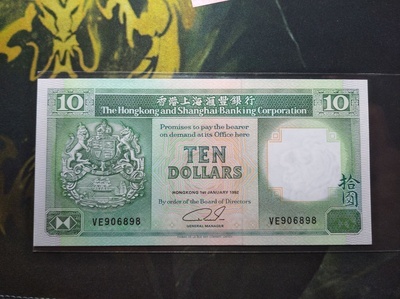 10 香港上海滙豐銀行 10
The Hongkong and Shanghai Banking Corporation
Promises to pay the bearer
on demand at its Office here
TEN
DOLLARS
拾圓
HONGKONG 1st JANUARY 1992
By order of the Board of Directors
VE906898 VE906898
GENERAL MANAGER